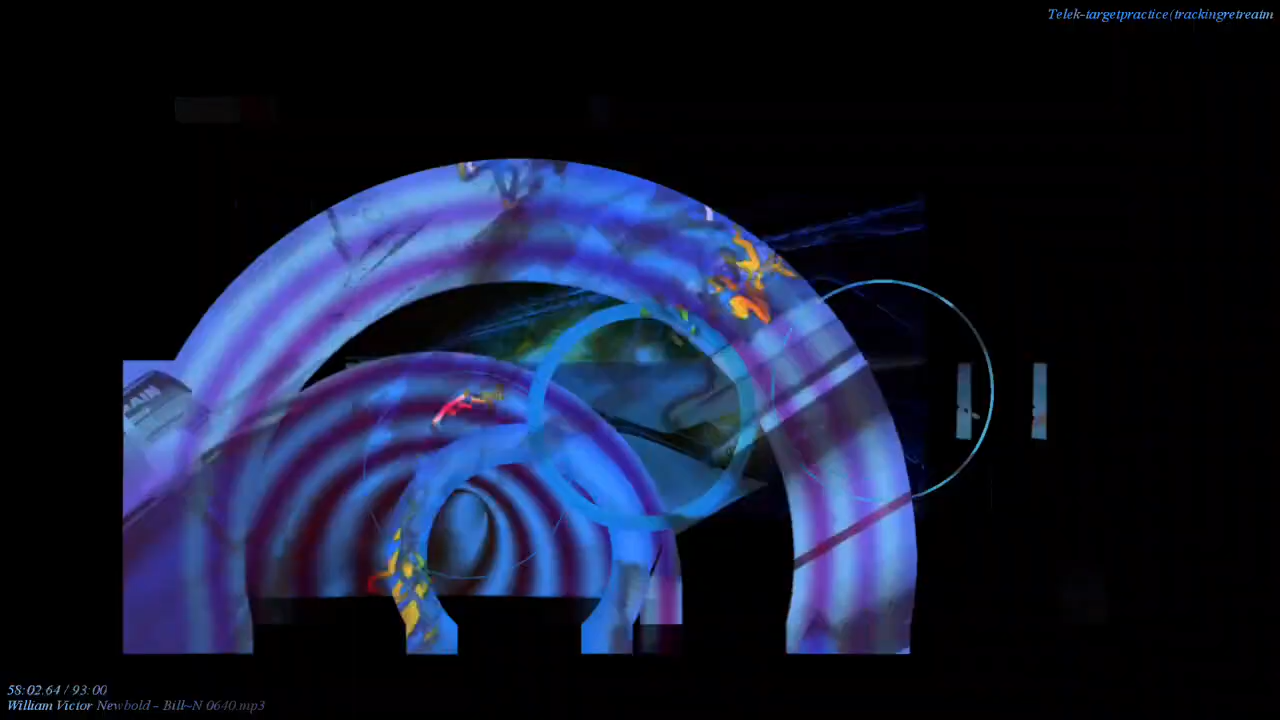 Telek-targetpractice(trackingretreatm
58:02.64 / 93:00
William Victor Newbold - Bill~N 0640.mp3